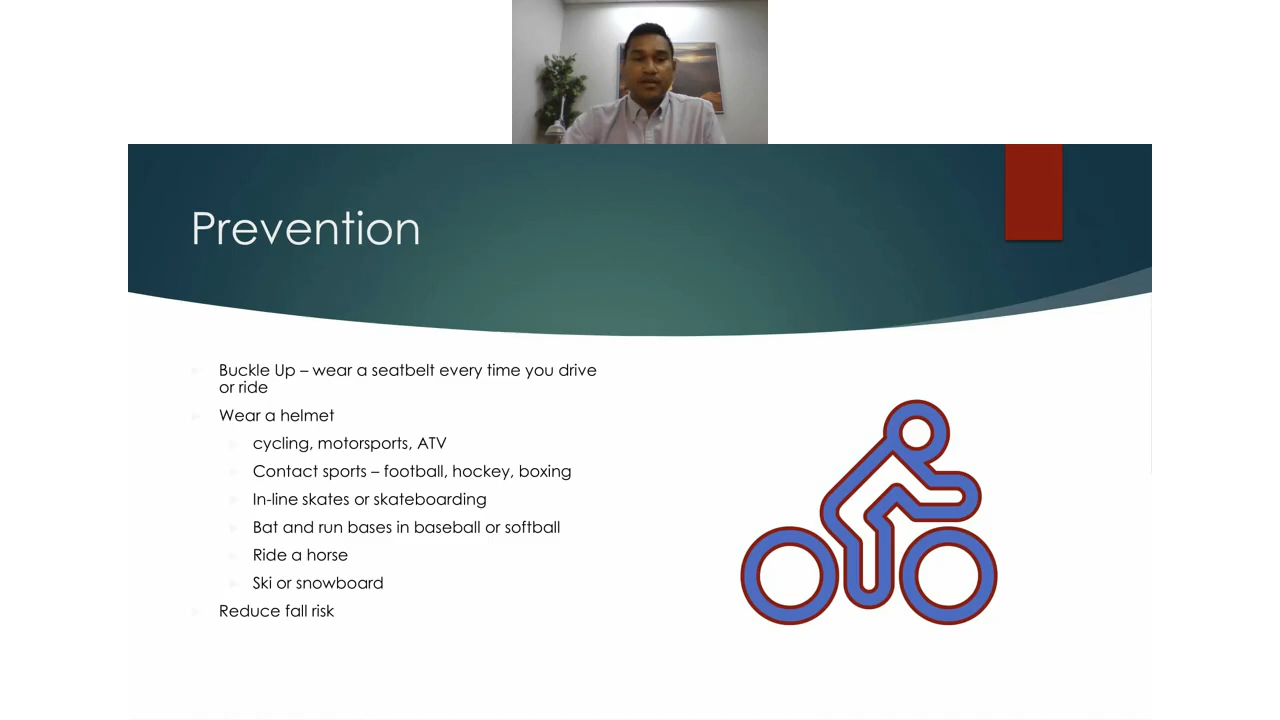 Prevention
Buckle Up – wear a seatbelt every time you drive
or ride
Wear a helmet
cycling, motorsports, ATV
Contact sports – football, hockey, boxing
In-line skates or skateboarding
Bat and run bases in baseball or softball
Ride a horse
Ski or snowboard
Reduce fall risk